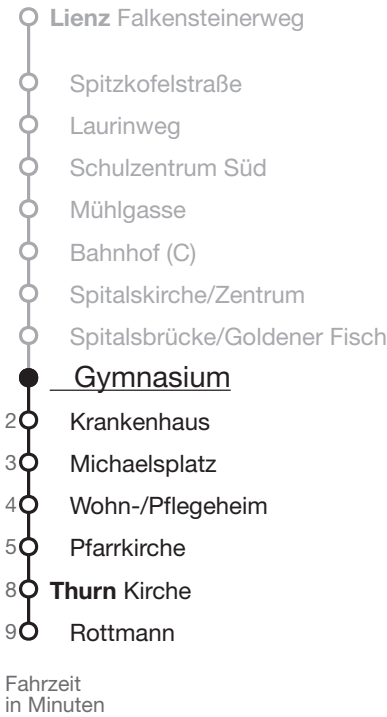 Lienz Falkensteinerweg
Spitzkofelstraße
Laurinweg
Schulzentrum Süd
Mühlgasse
Bahnhof (C)
Spitalskirche/Zentrum
Spitalsbrücke/Goldener Fisch
Gymnasium
2 Krankenhaus
3 Michaelsplatz
4 Wohn-/Pflegeheim
5 Pfarrkirche
8 Thurn Kirche
9 Rottmann
Fahrzeit
in Minuten